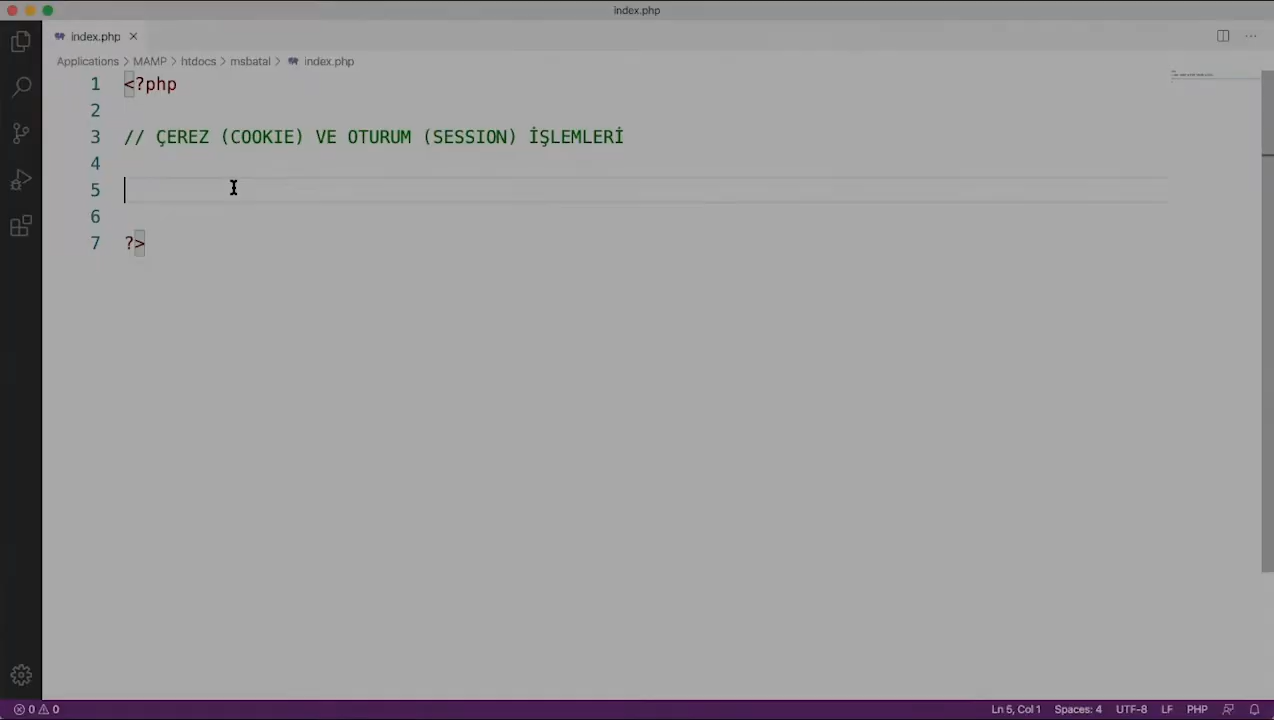 index.php
index.php
Applications > MAMP > htdocs > msbatal > index.php
1 <?php
2
3 // ÇEREZ (COOKIE) VE OTURUM (SESSION) İŞLEMLERİ
4
5
6
7 ?>
0 0 Ln 5, Col 1 Spaces: 4 UTF-8 LF PHP